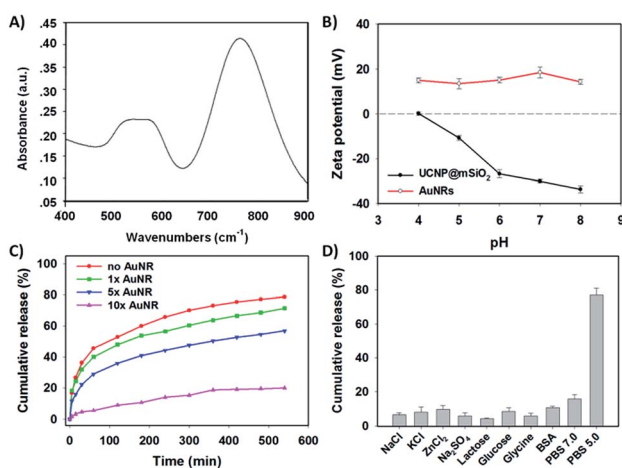 A)
.45
.40
.35
.30
.25
.20
.15
.10
.05
Absorbance (a.u.)
400 500 600 700 800 900
Wavenumbers (cm⁻¹)
B)
40
20
0
-20
-40
Zeta potential (mV)
UCNP@mSiO₂
AuNRs
3 4 5 6 7 8 9
pH
C)
100
80
60
40
20
0
Cumulative release (%)
no AuNR
1x AuNR
5x AuNR
10x AuNR
0 100 200 300 400 500 600
Time (min)
D)
100
80
60
40
20
0
Cumulative release (%)
NaCl
KCl
ZnCl₂
Na₂SO₄
Lactose
Glucose
Glycine
BSA
PBS 7.0
PBS 5.0